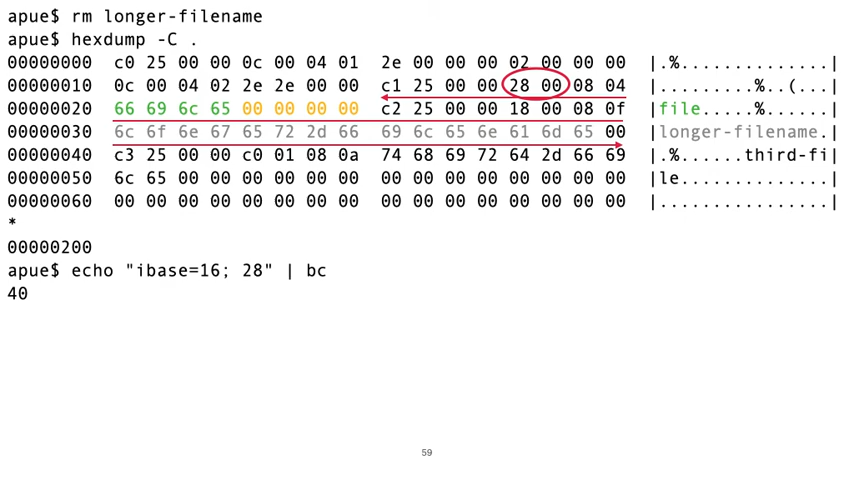 apue$ rm longer-filename
apue$ hexdump -C .
00000000 c0 25 00 00 0c 00 04 01 2e 00 00 00 02 00 00 00 |.%..............|
00000010 0c 00 04 02 2e 2e 00 00 c1 25 00 00 28 00 08 04 |.........%..(...|
00000020 66 69 6c 65 00 00 00 00 c2 25 00 00 18 00 08 0f |file.....%......|
00000030 6c 6f 6e 67 65 72 2d 66 69 6c 65 6e 61 6d 65 00 |longer-filename.|
00000040 c3 25 00 00 c0 01 08 0a 74 68 69 72 64 2d 66 69 |.%......third-fi|
00000050 6c 65 00 00 00 00 00 00 00 00 00 00 00 00 00 00 |le..............|
00000060 00 00 00 00 00 00 00 00 00 00 00 00 00 00 00 00 |................|
*
00000200
apue$ echo "ibase=16; 28" | bc
40
59